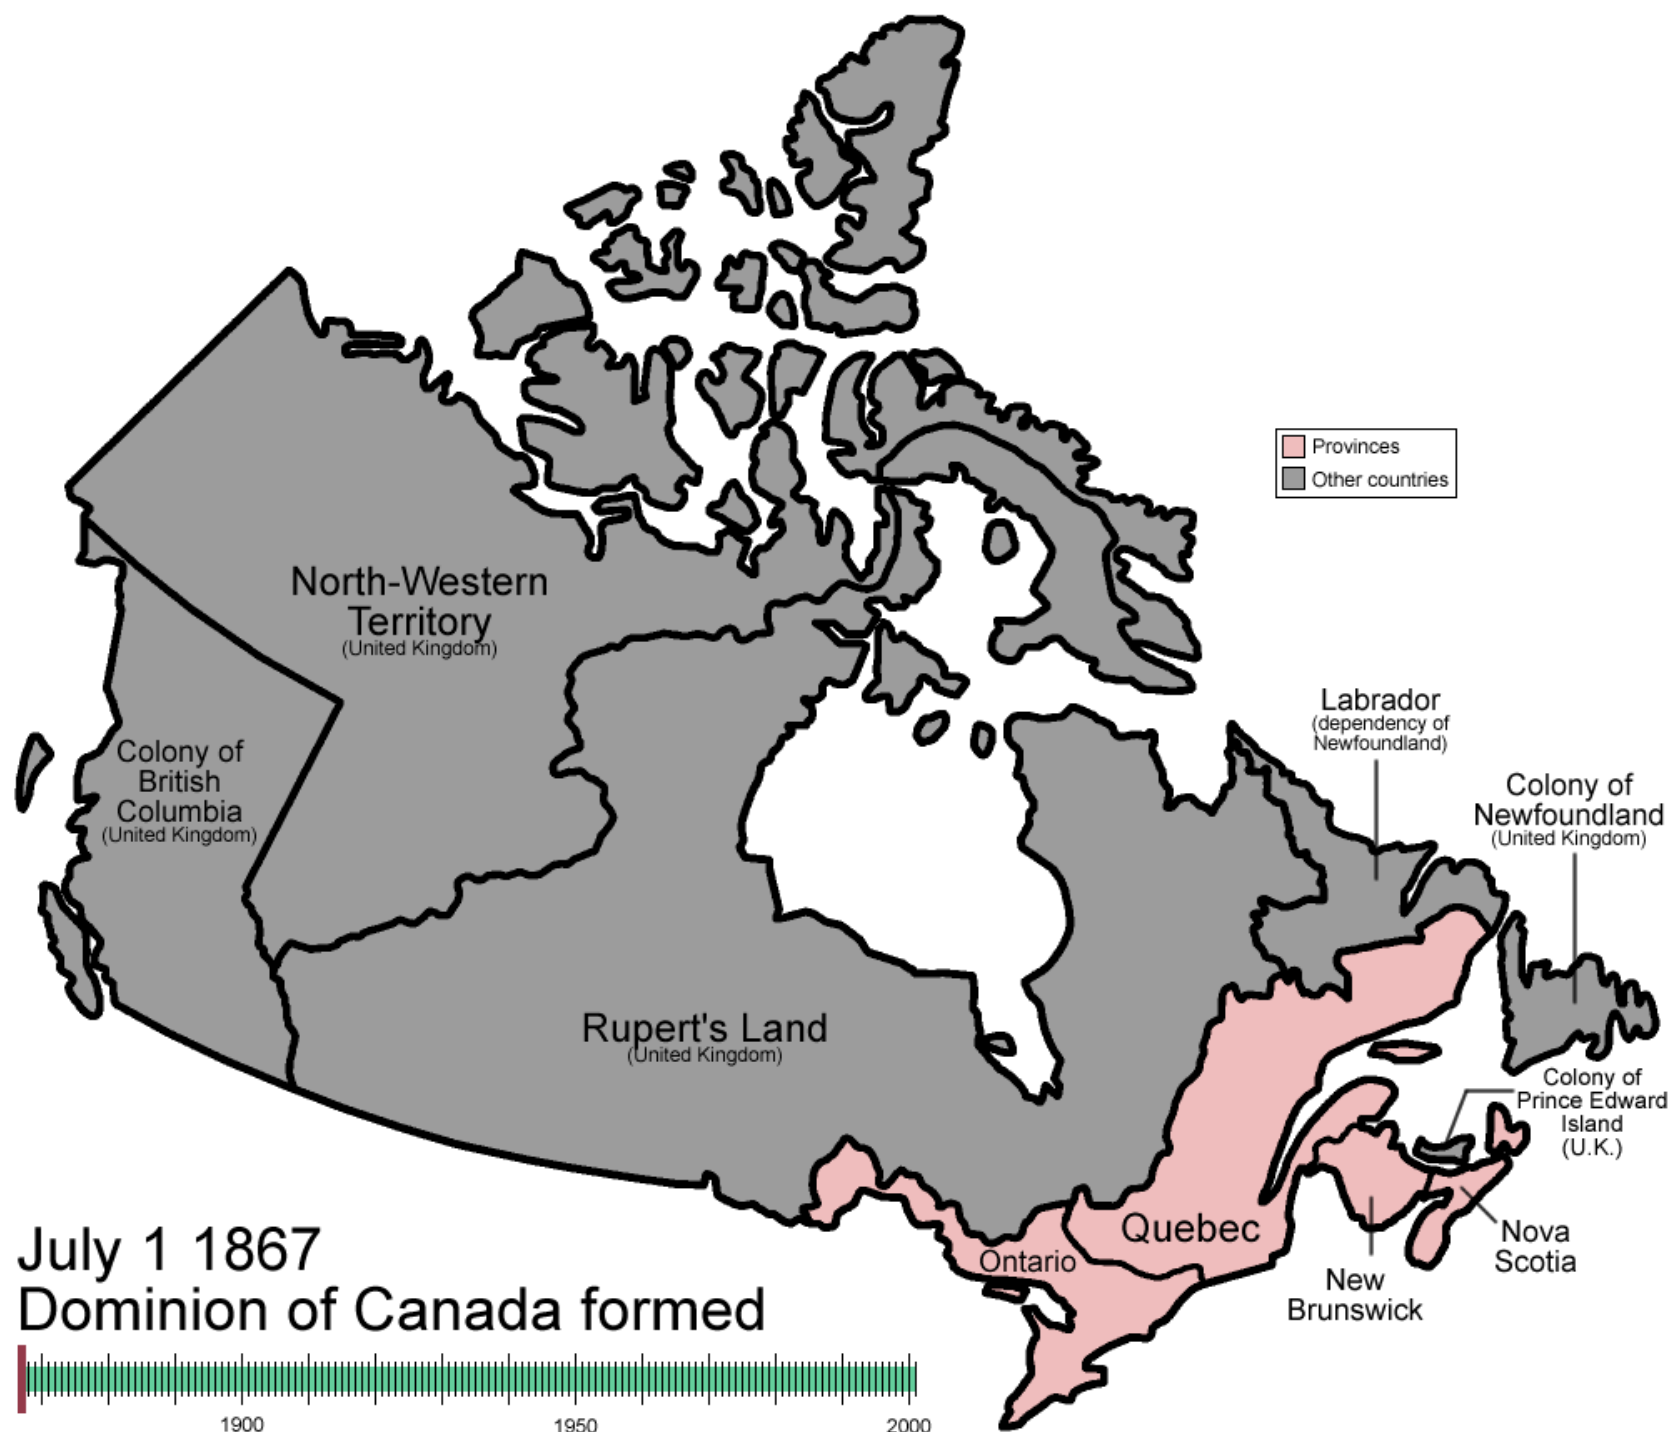 Provinces
Other countries
North-Western
Territory
(United Kingdom)
Labrador
(dependency of
Newfoundland)
Colony of
British
Columbia
(United Kingdom)
Colony of
Newfoundland
(United Kingdom)
Rupert's Land
(United Kingdom)
Colony of
Prince Edward
Island
(U.K.)
Quebec
Ontario
Nova
Scotia
New
Brunswick
July 1 1867
Dominion of Canada formed
1900
1950
2000